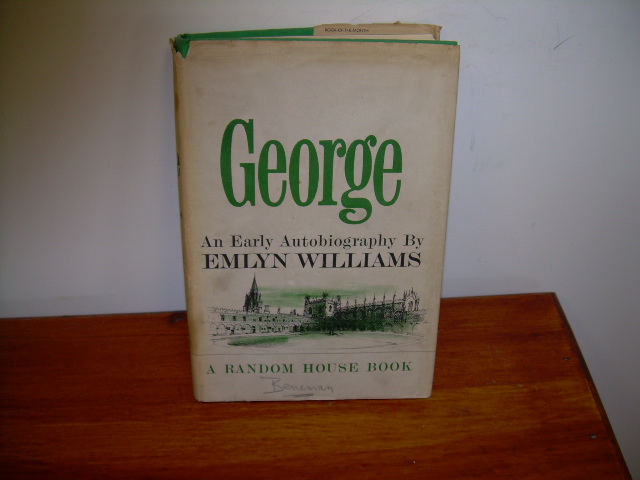 George
An Early Autobiography By
EMLYN WILLIAMS
A RANDOM HOUSE BOOK